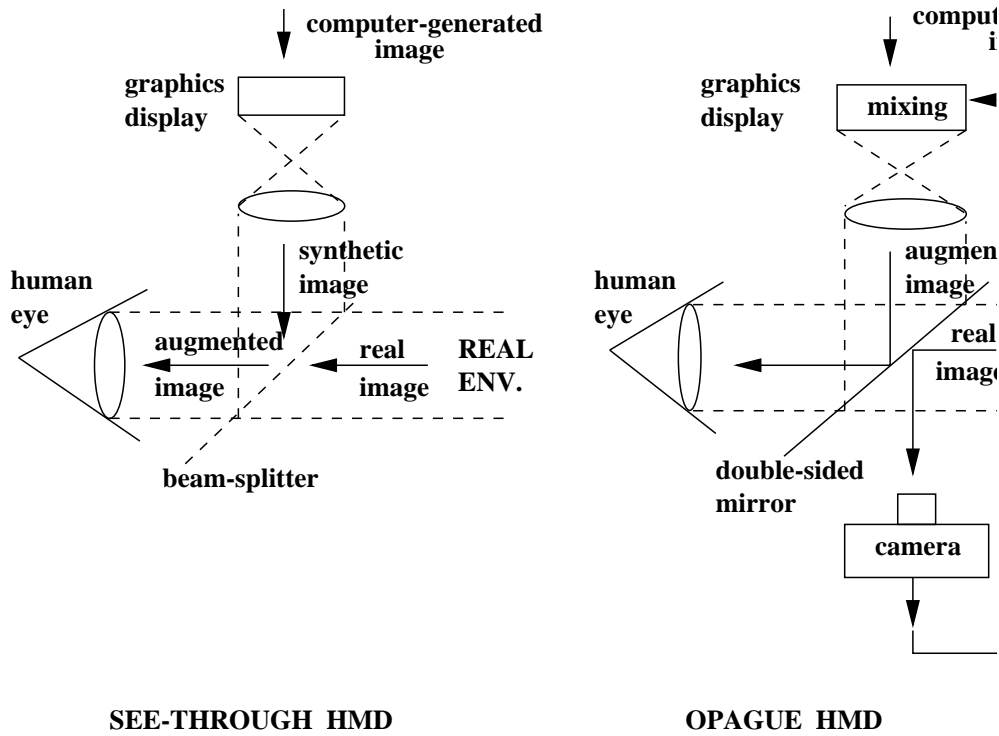 computer-generated
image
graphics
display
synthetic
image
human
eye
augmented
image
real
image
REAL
ENV.
beam-splitter
SEE-THROUGH HMD
graphics
display
mixing
human
eye
real
double-sided
mirror
camera
OPAGUE HMD